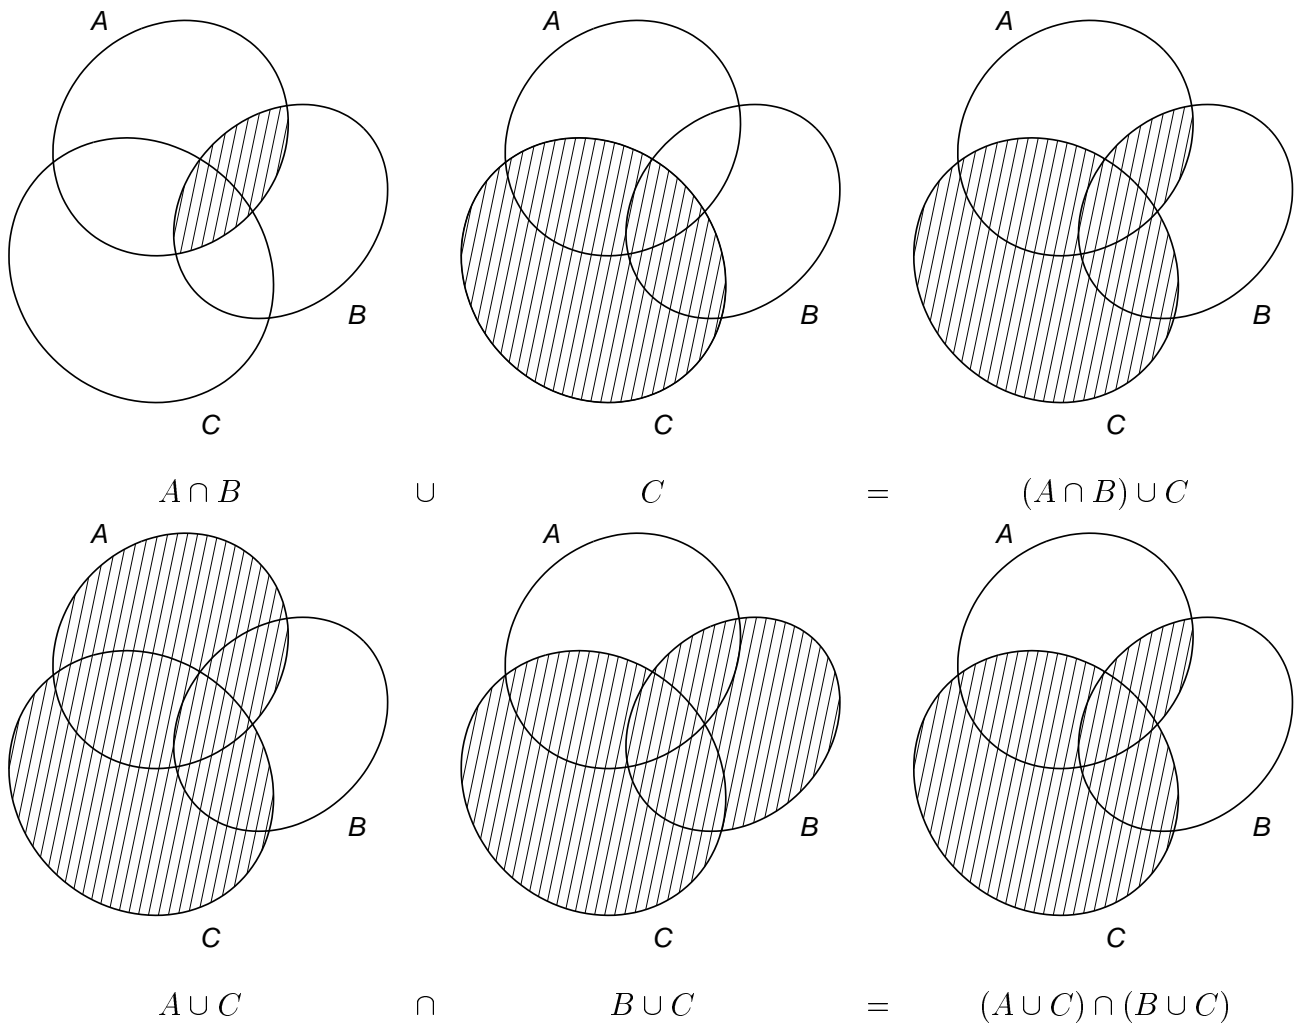 A A A
B B B
C C C
A ∩ B ∪ C = (A ∩ B) ∪ C
A A A
B B B
C C C
A ∪ C ∩ B ∪ C = (A ∪ C) ∩ (B ∪ C)